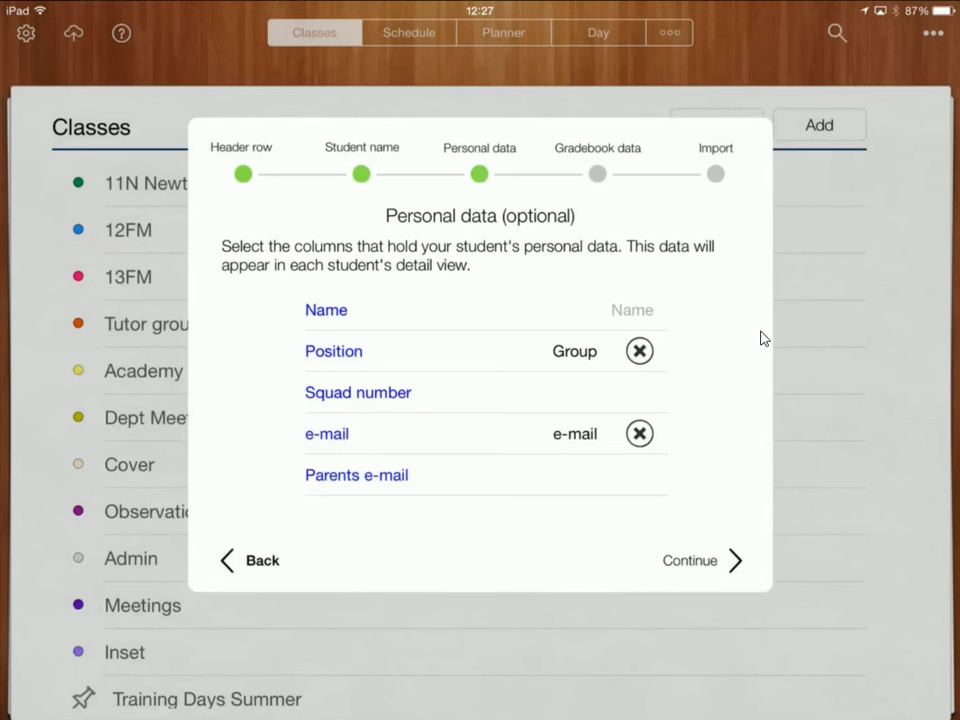 iPad 12:27 87%
Classes Schedule Planner Day
Classes Add
Header row Student name Personal data Gradebook data Import
Personal data (optional)
Select the columns that hold your student's personal data. This data will
appear in each student's detail view.
Name Name
Position Group
Squad number
e-mail e-mail
Parents e-mail
Back Continue
11N Newt
12FM
13FM
Tutor grou
Academy
Dept Mee
Cover
Observati
Admin
Meetings
Inset
Training Days Summer